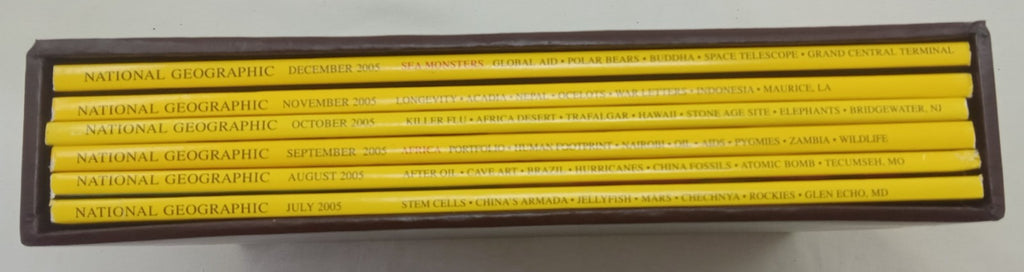 NATIONAL GEOGRAPHIC DECEMBER 2005 SEA MONSTERS GLOBAL AID • POLAR BEARS • BUDDHA • SPACE TELESCOPE • GRAND CENTRAL TERMINAL
NATIONAL GEOGRAPHIC NOVEMBER 2005 LONGEVITY • ACADIA • NEPAL • OCELOTS • WAR LETTERS • INDONESIA • MAURICE, LA
NATIONAL GEOGRAPHIC OCTOBER 2005 KILLER FLU • AFRICA DESERT • TRAFALGAR • HAWAII • STONE AGE SITE • ELEPHANTS • BRIDGEWATER, NJ
NATIONAL GEOGRAPHIC SEPTEMBER 2005 AFRICA PORTFOLIO • HUMAN FOOTPRINT • NAIROBI • OIL • AIDS • PYGMIES • ZAMBIA • WILDLIFE
NATIONAL GEOGRAPHIC AUGUST 2005 AFTER OIL • CAVE ART • BRAZIL • HURRICANES • CHINA FOSSILS • ATOMIC BOMB • TECUMSEH, MO
NATIONAL GEOGRAPHIC JULY 2005 STEM CELLS • CHINA'S ARMADA • JELLYFISH • MARS • CHECHNYA • ROCKIES • GLEN ECHO, MD